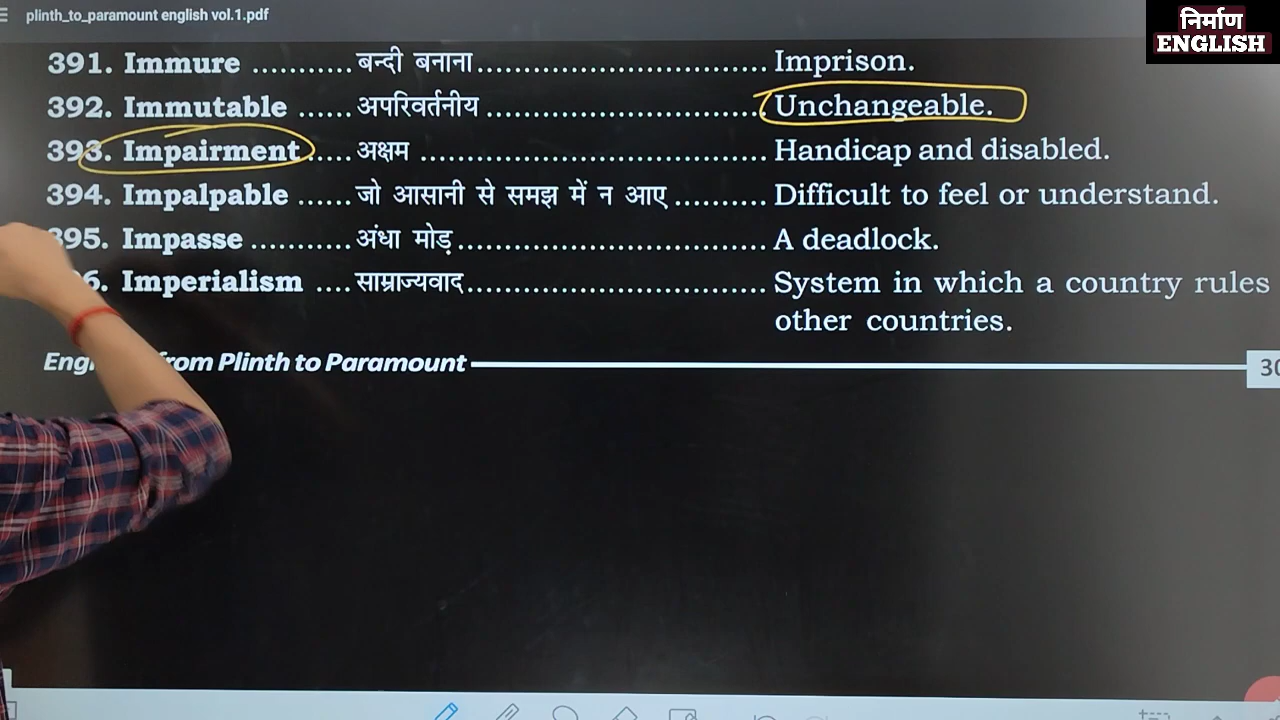 plinth_to_paramount english vol.1.pdf
निर्माण
ENGLISH
391. Immure ........... बन्दी बनाना ............................. Imprison.
392. Immutable ...... अपरिवर्तनीय ............................ Unchangeable.
393. Impairment ..... अक्षम ................................... Handicap and disabled.
394. Impalpable ...... जो आसानी से समझ में न आए .......... Difficult to feel or understand.
395. Impasse ........... अंधा मोड़ ............................... A deadlock.
6. Imperialism .... साम्राज्यवाद .............................. System in which a country rules
other countries.
from Plinth to Paramount
30